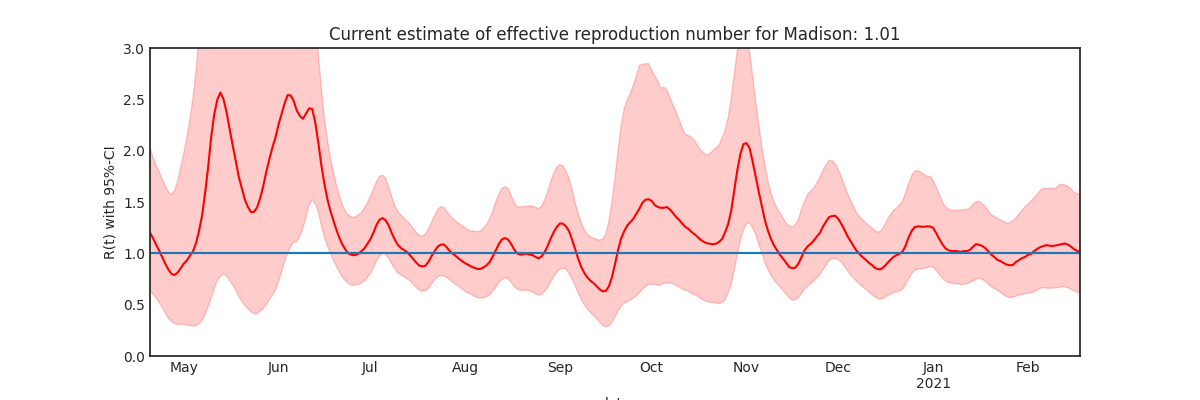 Current estimate of effective reproduction number for Madison: 1.01
R(t) with 95%-CI
3.0
2.5
2.0
1.5
1.0
0.5
0.0
May Jun Jul Aug Sep Oct Nov Dec Jan Feb
2021